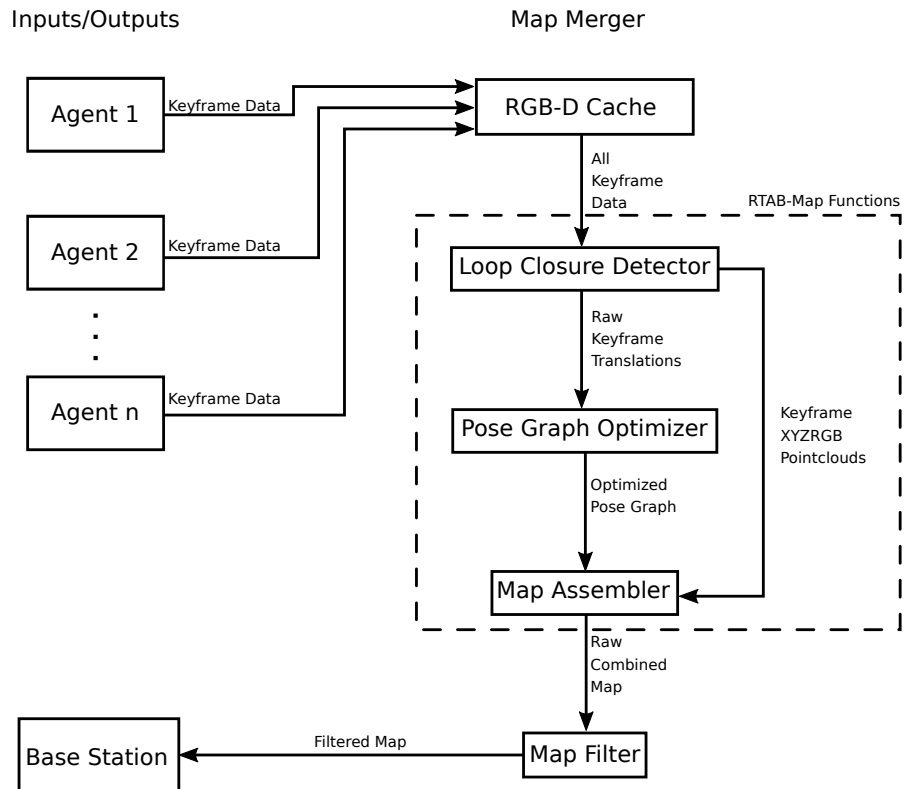 Inputs/Outputs
Map Merger
Agent 1
Keyframe Data
RGB-D Cache
All
Keyframe
Data
RTAB-Map Functions
Agent 2
Keyframe Data
Loop Closure Detector
Raw
Keyframe
Translations
Agent n
Keyframe Data
Pose Graph Optimizer
Keyframe
XYZRGB
Pointclouds
Optimized
Pose Graph
Map Assembler
Raw
Combined
Map
Base Station
Filtered Map
Map Filter